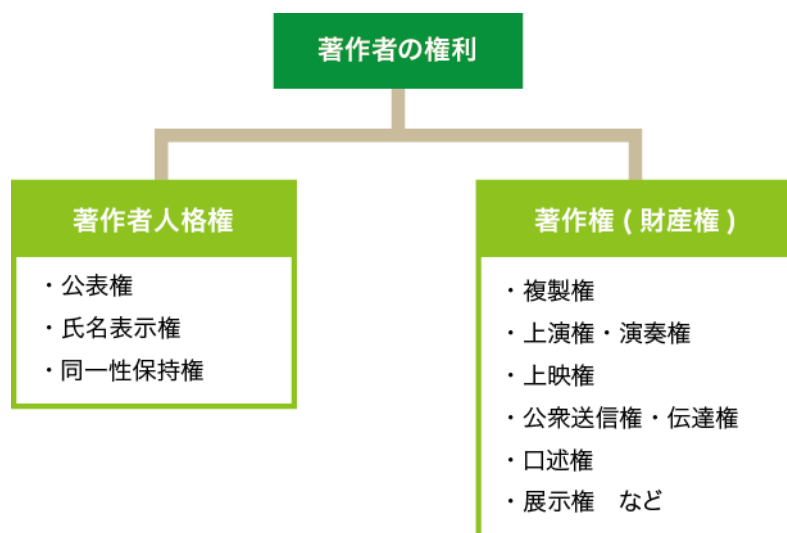 著作者の権利
著作者人格権
・公表権
・氏名表示権
・同一性保持権
著作権 ( 財産権 )
・複製権
・上演権・演奏権
・上映権
・公衆送信権・伝達権
・口述権
・展示権　など